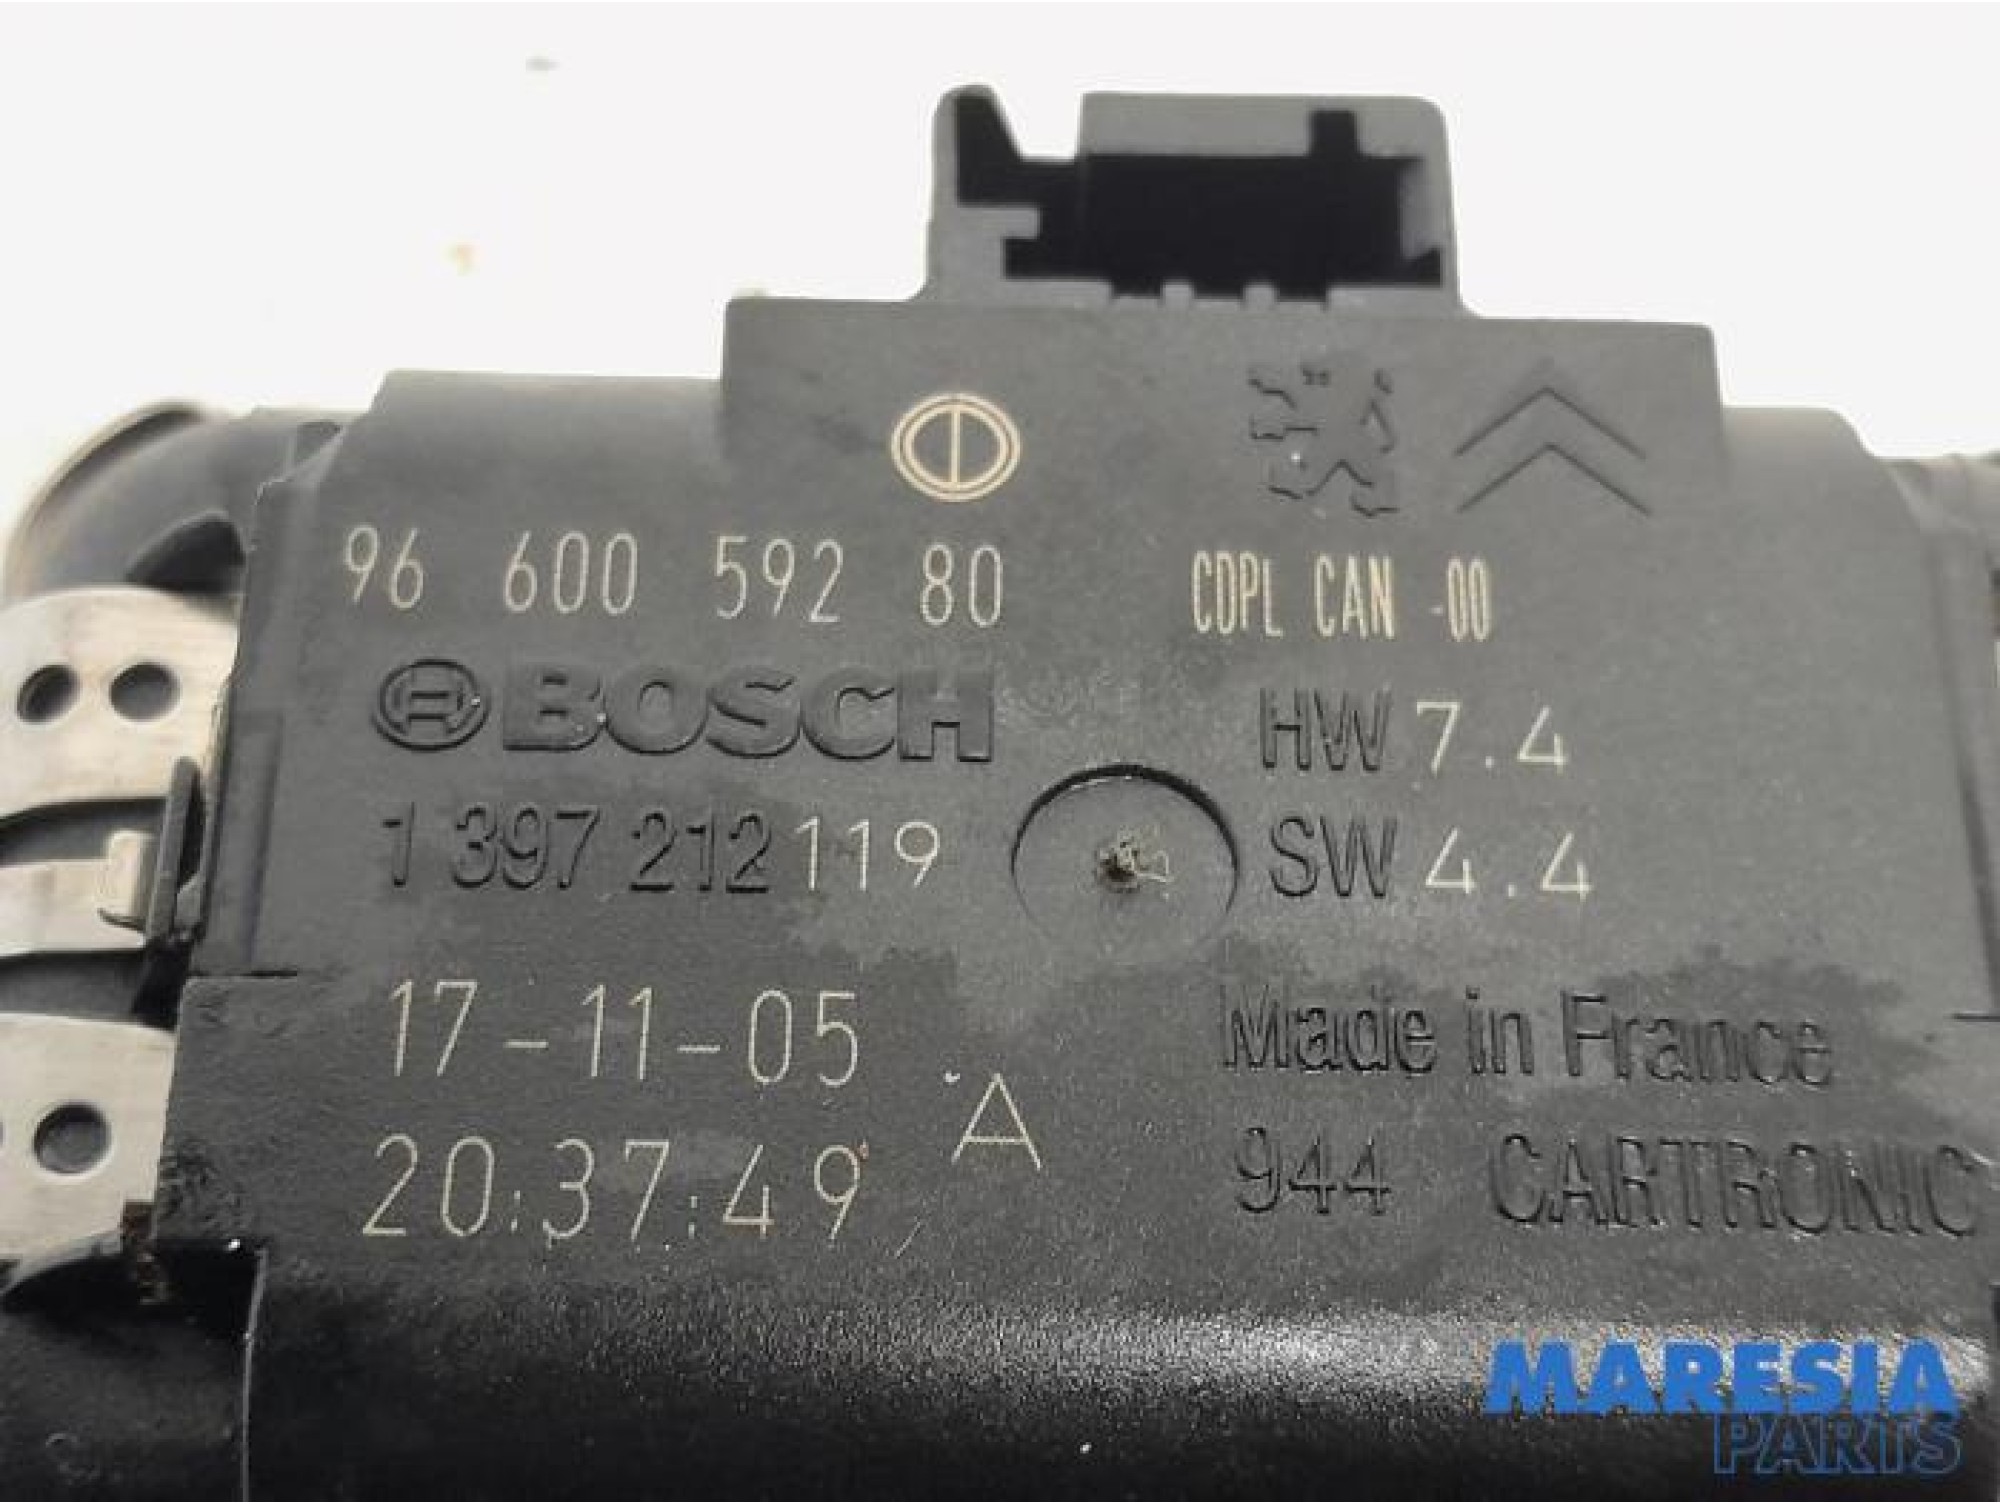 96 600 592 80 CDPL CAN -00
BOSCH HW 7.4
1 397 212 119 SW 4.4
17-11-05 Made in France
20:37:49 A 944 CARTRONIC
MARESIA
PARTS